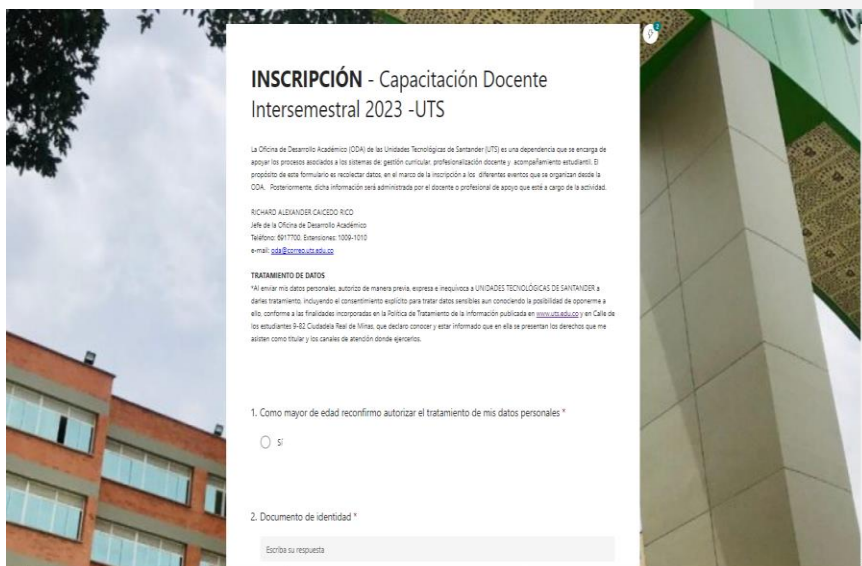 INSCRIPCIÓN - Capacitación Docente
Intersemestral 2023 -UTS
La Oficina de Desarrollo Académico (ODA) de las Unidades Tecnológicas de Santander (UTS) es una dependencia que se encarga de
apoyar los procesos asociados a los sistemas de: gestión curricular, profesionalización docente y acompañamiento estudiantil. El
propósito de este formulario es recolectar datos, en el marco de la inscripción a los diferentes eventos que se organizan desde la
ODA. Posteriormente, dicha información será administrada por el docente o profesional de apoyo que esté a cargo de la actividad.
RICHARD ALEXANDER CAICEDO RICO
Jefe de la Oficina de Desarrollo Académico
Teléfono: 6917700, Extensiones: 1009-1010
e-mail: oda@correo.uts.edu.co
TRATAMIENTO DE DATOS
*Al enviar mis datos personales, autorizo de manera previa, expresa e inequívoca a UNIDADES TECNOLÓGICAS DE SANTANDER a
darles tratamiento, incluyendo el consentimiento explícito para tratar datos sensibles aun conociendo la posibilidad de oponerme a
ello, conforme a las finalidades incorporadas en la Política de Tratamiento de la Información publicada en www.uts.edu.co y en Calle de
los estudiantes 9-82 Ciudadela Real de Minas, que declaro conocer y estar informado que en ella se presentan los derechos que me
asisten como titular y los canales de atención donde ejercerlos.
1. Como mayor de edad reconfirmo autorizar el tratamiento de mis datos personales *
Sí
2. Documento de identidad *
Escriba su respuesta